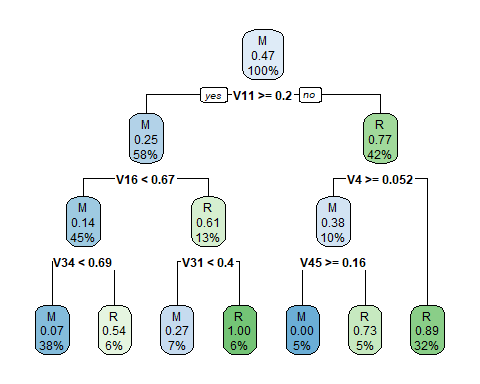 M
0.47
100%
yes V11 >= 0.2 no
M
0.25
58%
R
0.77
42%
V16 < 0.67
V4 >= 0.052
M
0.14
45%
R
0.61
13%
M
0.38
10%
V34 < 0.69
V31 < 0.4
V45 >= 0.16
M
0.07
38%
R
0.54
6%
M
0.27
7%
R
1.00
6%
M
0.00
5%
R
0.73
5%
R
0.89
32%